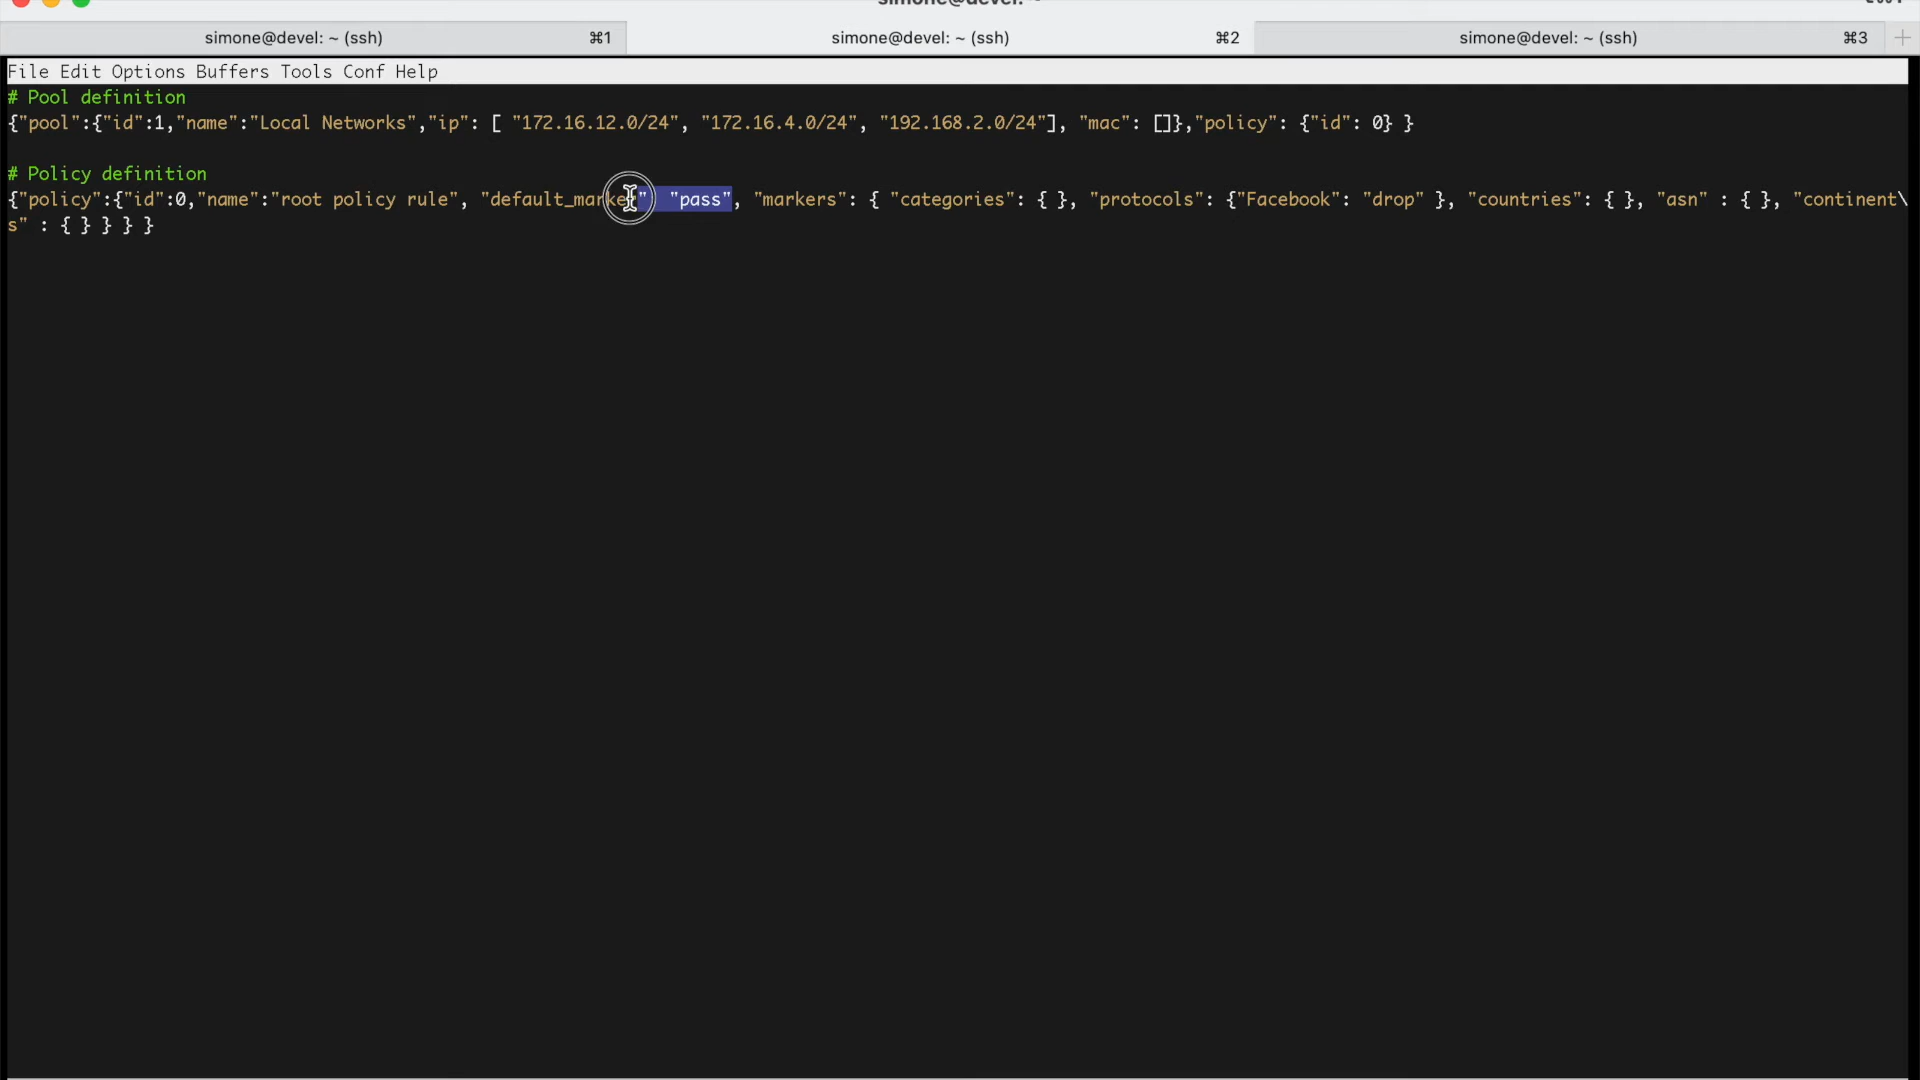 simone@devel: ~
simone@devel: ~ (ssh) ⌘1 simone@devel: ~ (ssh) ⌘2 simone@devel: ~ (ssh) ⌘3 +
File Edit Options Buffers Tools Conf Help
# Pool definition
{"pool":{"id":1,"name":"Local Networks","ip": [ "172.16.12.0/24", "172.16.4.0/24", "192.168.2.0/24"], "mac": []},"policy": {"id": 0} }
# Policy definition
{"policy":{"id":0,"name":"root policy rule", "default_marker": "pass", "markers": { "categories": { }, "protocols": {"Facebook": "drop" }, "countries": { }, "asn" : { }, "continent\
s" : { } } } }